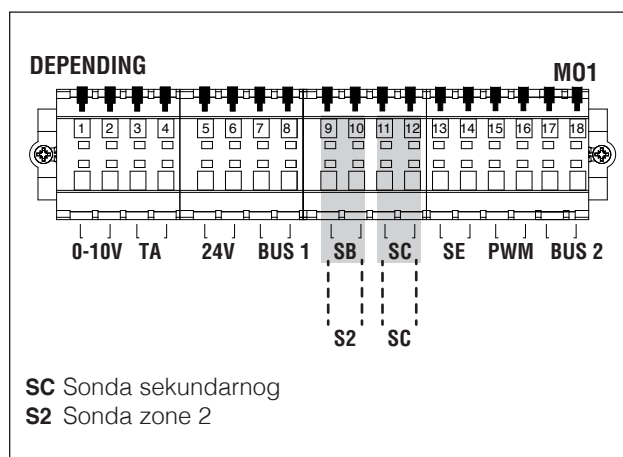 DEPENDING MO1
1 2 3 4 5 6 7 8 9 10 11 12 13 14 15 16 17 18
0-10V TA 24V BUS 1 SB SC SE PWM BUS 2
S2 SC
SC Sonda sekundarnog
S2 Sonda zone 2